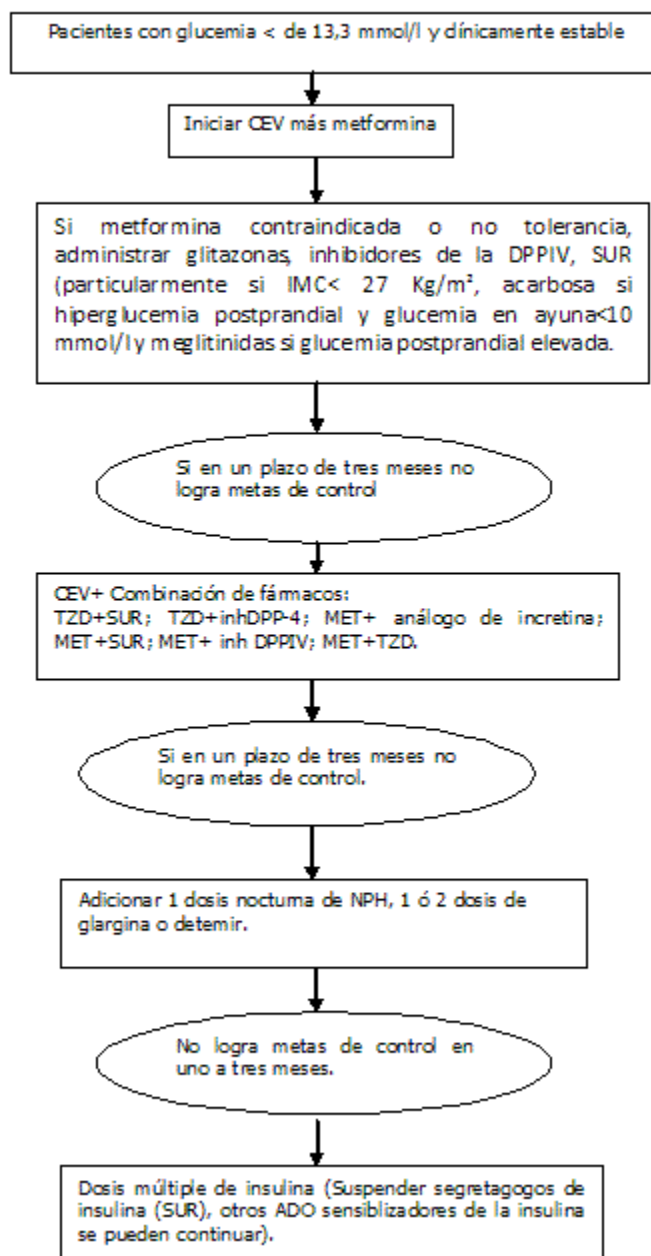 Pacientes con glucemia < de 13,3 mmol/l y clínicamente estable
Iniciar CEV más metformina
Si metformina contraindicada o no tolerancia,
administrar glitazonas, inhibidores de la DPPIV, SUR
(particularmente si IMC< 27 Kg/m², acarbosa si
hiperglucemia postprandial y glucemia en ayuna<10
mmol/l y meglitinidas si glucemia postprandial elevada.
Si en un plazo de tres meses no
logra metas de control
CEV+ Combinación de fármacos:
TZD+SUR; TZD+inhDPP-4; MET+ análogo de incretina;
MET+SUR; MET+ inh DPPIV; MET+TZD.
Si en un plazo de tres meses no
logra metas de control.
Adicionar 1 dosis nocturna de NPH, 1 ó 2 dosis de
glargina o detemir.
No logra metas de control en
uno a tres meses.
Dosis múltiple de insulina (Suspender segretagogos de
insulina (SUR), otros ADO sensiblizadores de la insulina
se pueden continuar).